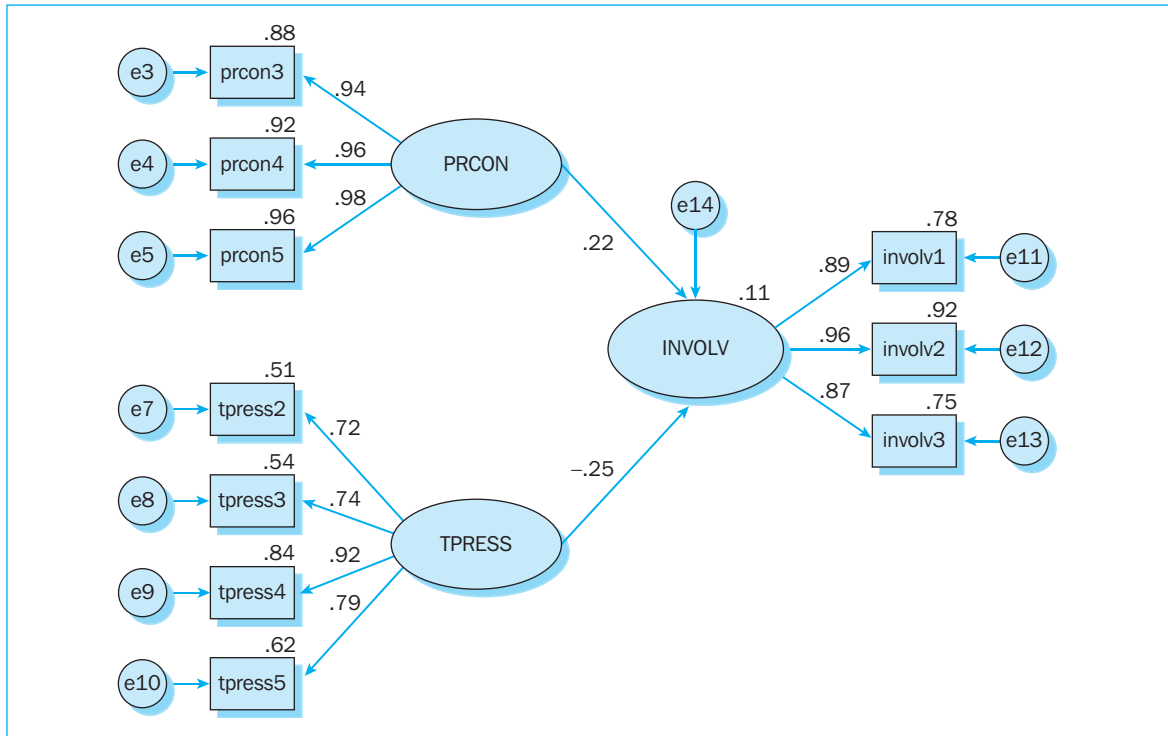 .88
e3 prcon3
.94
.92
e4 prcon4 .96 PRCON
.98
.96
e5 prcon5
e14
.22
.78
.89 involv1 e11
.11
.92
INVOLV .96 involv2 e12
.87
.75
involv3 e13
.51
e7 tpress2
.72
–.25
.54
e8 tpress3 .74
TPRESS
.84 .92
e9 tpress4
.79
.62
e10 tpress5